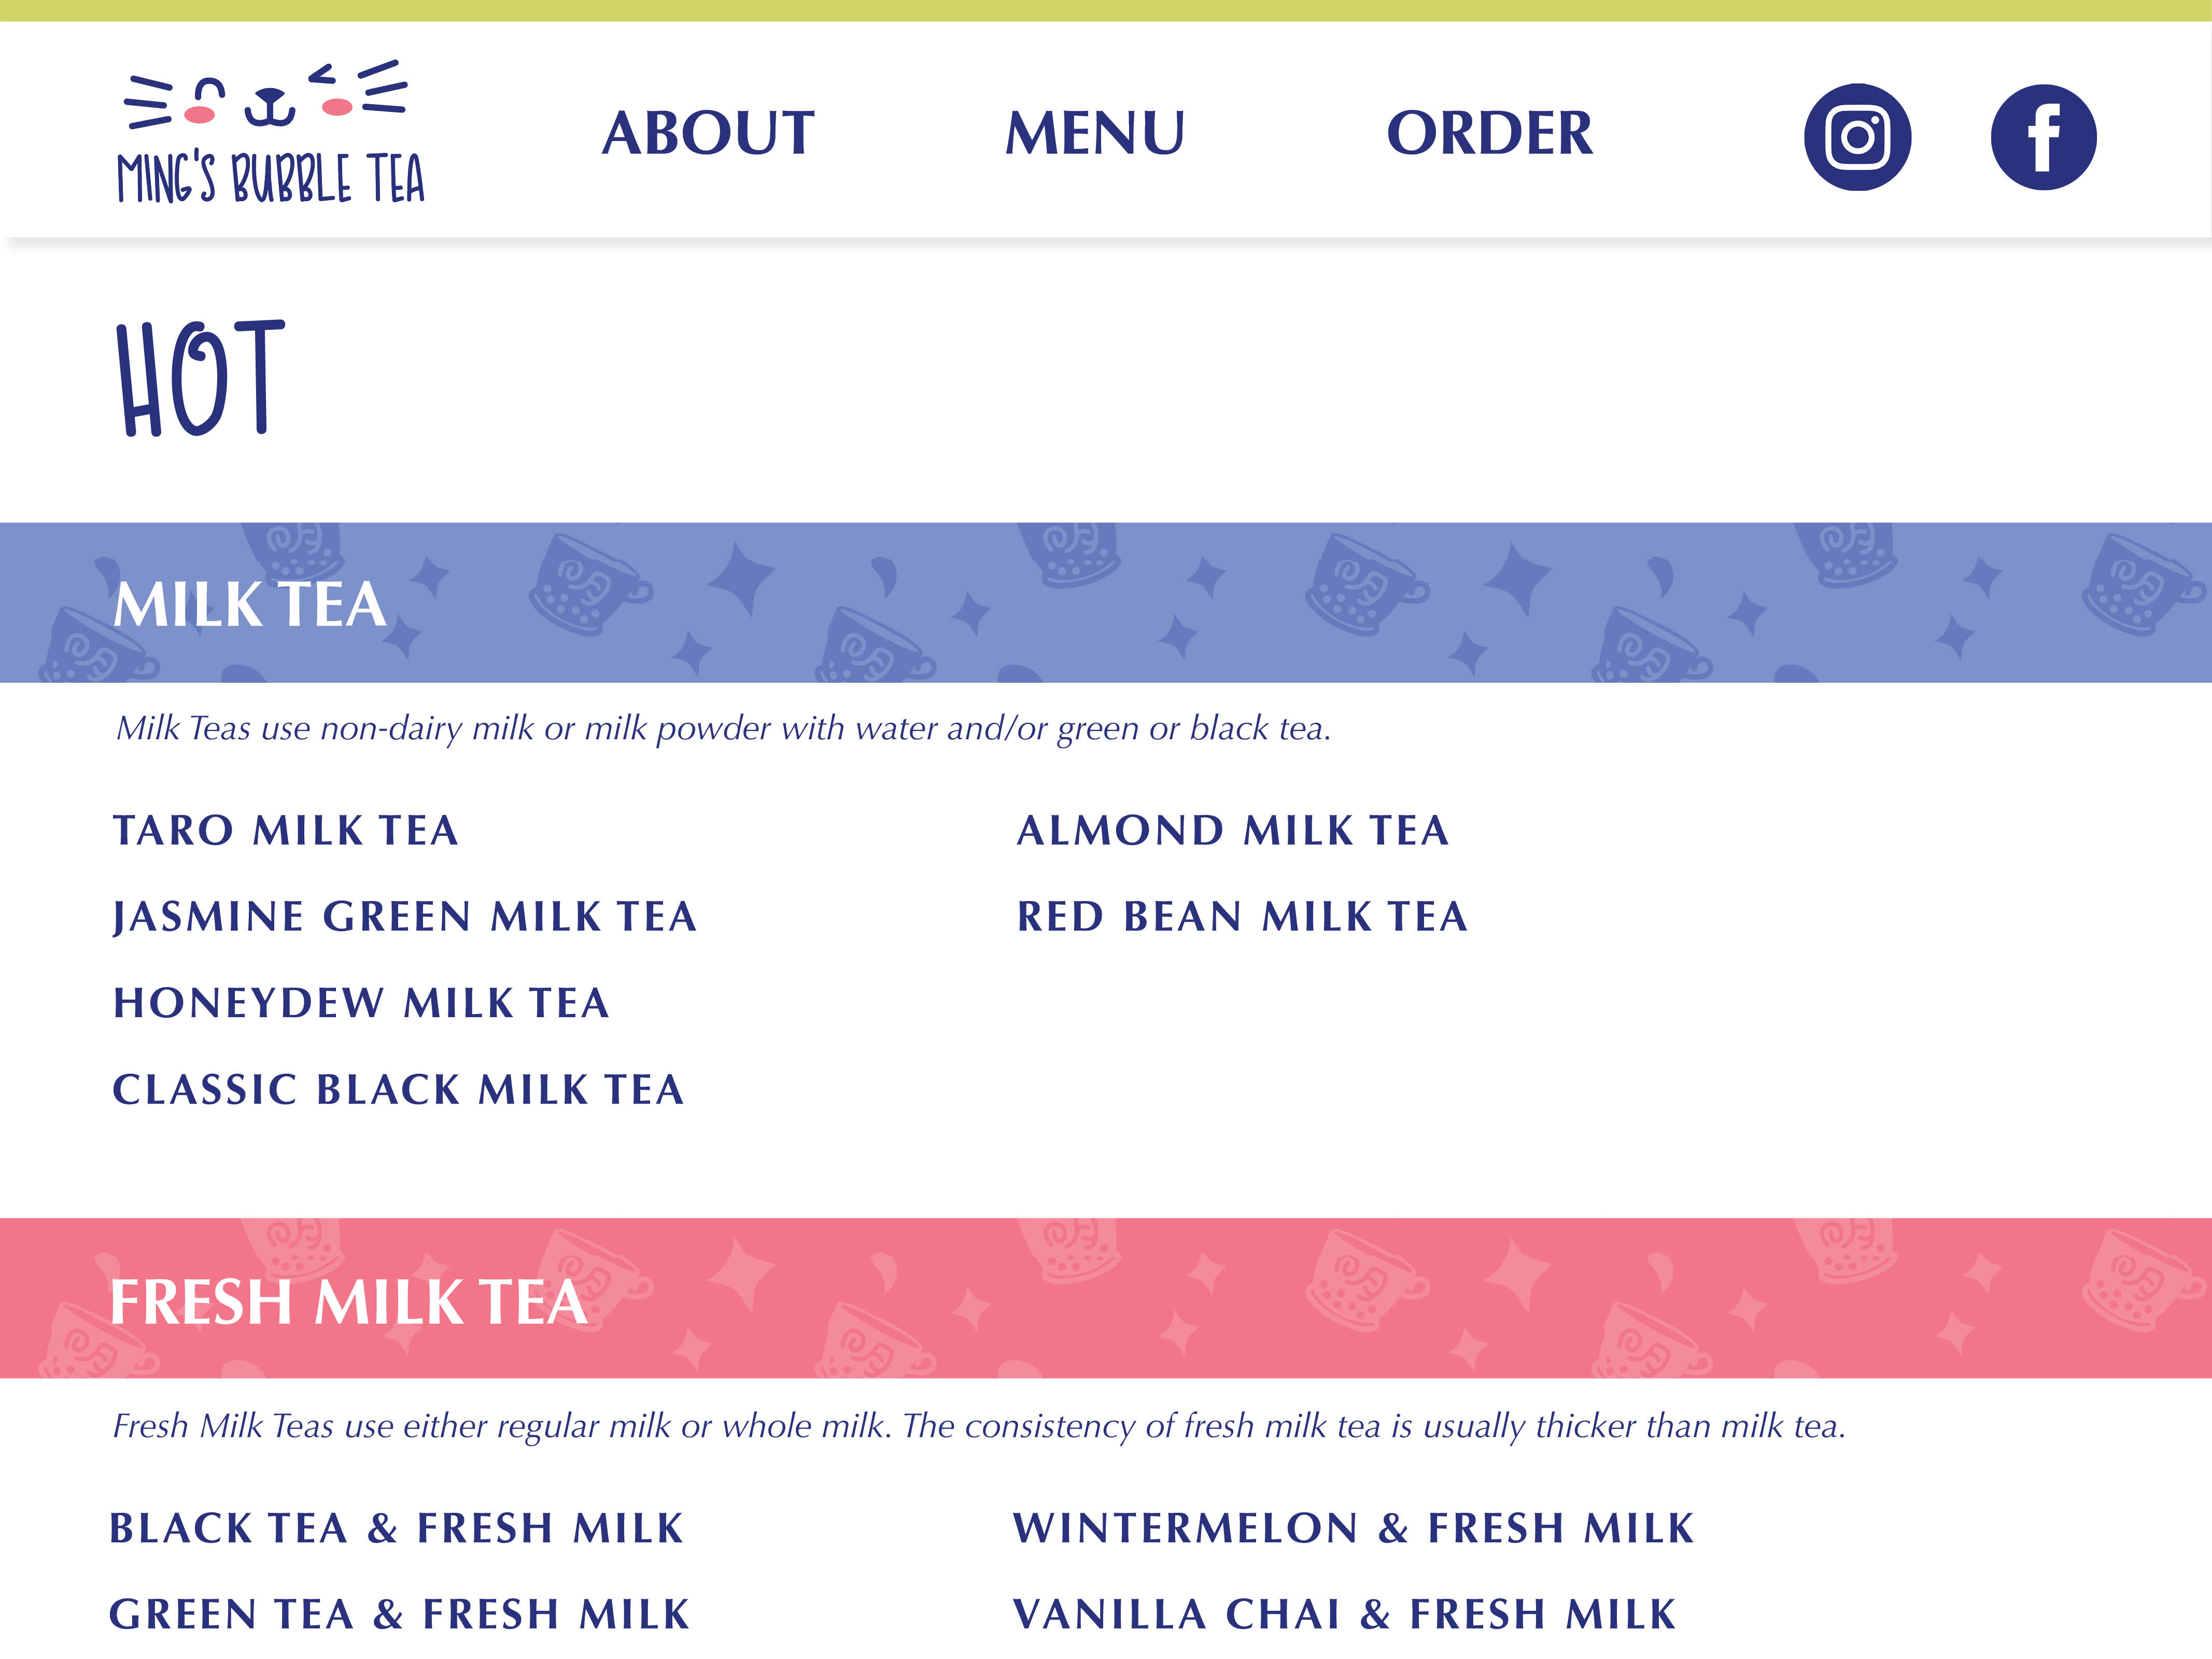 MING'S BUBBLE TEA
ABOUT
MENU
ORDER
HOT
MILK TEA
Milk Teas use non-dairy milk or milk powder with water and/or green or black tea.
TARO MILK TEA
JASMINE GREEN MILK TEA
HONEYDEW MILK TEA
CLASSIC BLACK MILK TEA
ALMOND MILK TEA
RED BEAN MILK TEA
FRESH MILK TEA
Fresh Milk Teas use either regular milk or whole milk. The consistency of fresh milk tea is usually thicker than milk tea.
BLACK TEA & FRESH MILK
GREEN TEA & FRESH MILK
WINTERMELON & FRESH MILK
VANILLA CHAI & FRESH MILK